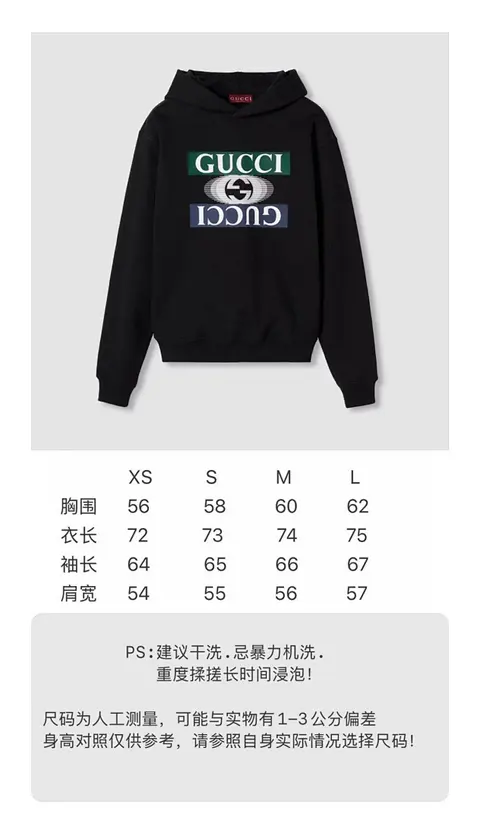 GUCCI
GUCCI
GUCCI
XS S M L
胸围 56 58 60 62
衣长 72 73 74 75
袖长 64 65 66 67
肩宽 54 55 56 57
PS:建议干洗.忌暴力机洗.
重度揉搓长时间浸泡!
尺码为人工测量，可能与实物有1-3公分偏差
身高对照仅供参考，请参照自身实际情况选择尺码!